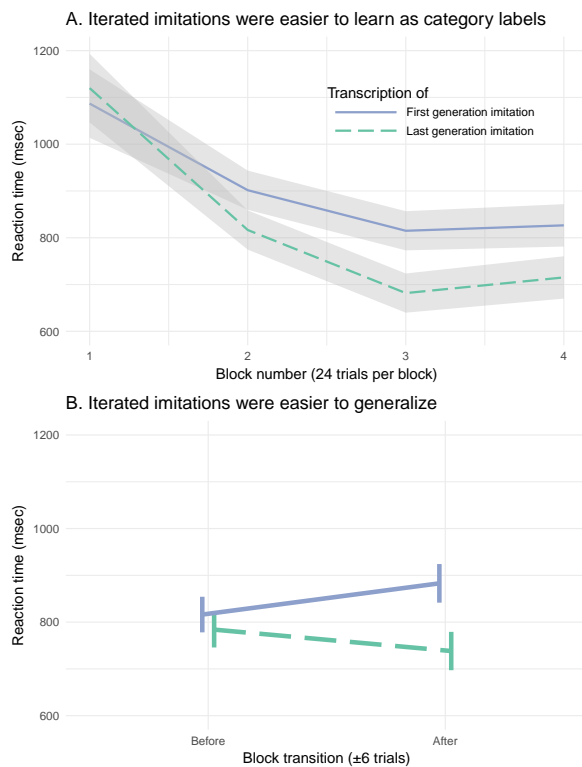 A. Iterated imitations were easier to learn as category labels
1200
1000
800
600
Reaction time (msec)
Transcription of
First generation imitation
Last generation imitation
1 2 3 4
Block number (24 trials per block)
B. Iterated imitations were easier to generalize
1200
1000
800
600
Reaction time (msec)
Before After
Block transition (±6 trials)